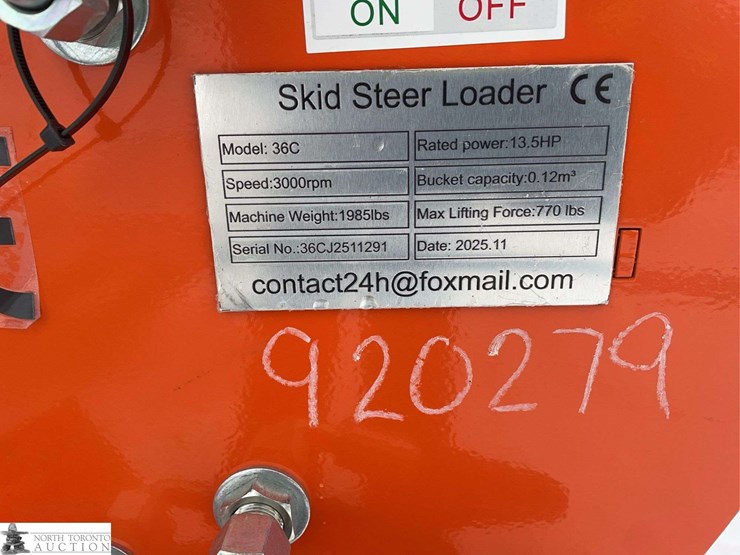 ON OFF
Skid Steer Loader CE
Model: 36C
Rated power:13.5HP
Speed:3000rpm
Bucket capacity:0.12m³
Machine Weight:1985lbs
Max Lifting Force:770 lbs
Serial No.:36CJ2511291
Date: 2025.11
contact24h@foxmail.com
920279
NORTH TORONTO
AUCTION